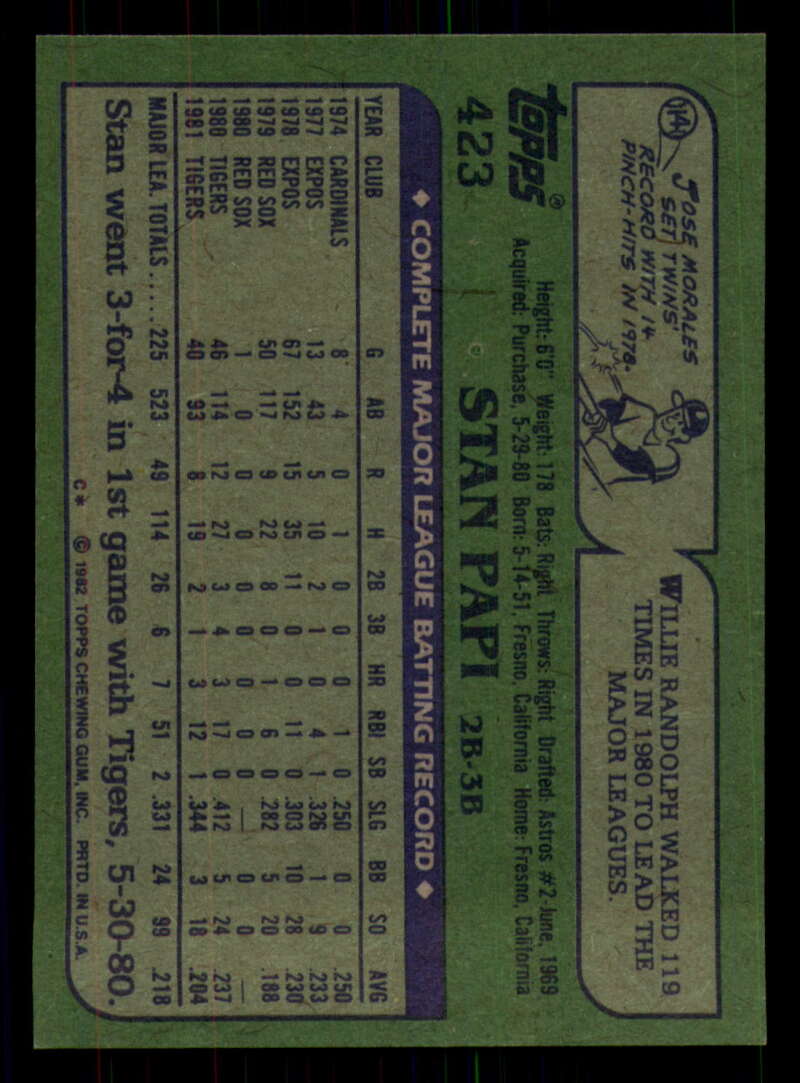 14
JOSE MORALES
SET TWINS'
RECORD WITH 14
PINCH-HITS IN 1978.
WILLIE RANDOLPH WALKED 119
TIMES IN 1980 TO LEAD THE
MAJOR LEAGUES.
topps®
423
Height: 6'0" Weight: 178 Bats: Right Throws: Right Drafted: Astros #2-June, 1969
Acquired: Purchase, 5-29-80 Born: 5-14-51, Fresno, California Home: Fresno, California
STAN PAPI 2B-3B
◆ COMPLETE MAJOR LEAGUE BATTING RECORD ◆
YEAR CLUB G AB R H 2B 3B HR RBI SB SLG BB SO AVG
1974 CARDINALS 8 4 0 1 0 0 0 1 0 .250 0 0 .250
1977 EXPOS 13 43 5 10 2 1 0 4 1 .326 1 9 .233
1978 EXPOS 67 152 15 35 11 0 0 11 0 .303 10 28 .230
1979 RED SOX 50 117 9 22 8 0 1 6 0 .282 5 20 .188
1980 RED SOX 1 0 0 0 0 0 0 0 0 — 0 0 —
1980 TIGERS 46 114 12 27 3 4 3 17 0 .412 5 24 .237
1981 TIGERS 40 93 8 19 2 1 3 12 1 .344 3 18 .204
MAJOR LEA. TOTALS ..... 225 523 49 114 26 6 7 51 2 .331 24 99 .218
Stan went 3-for-4 in 1st game with Tigers, 5-30-80.
C* © 1982 TOPPS CHEWING GUM, INC. PRTD. IN U.S.A.